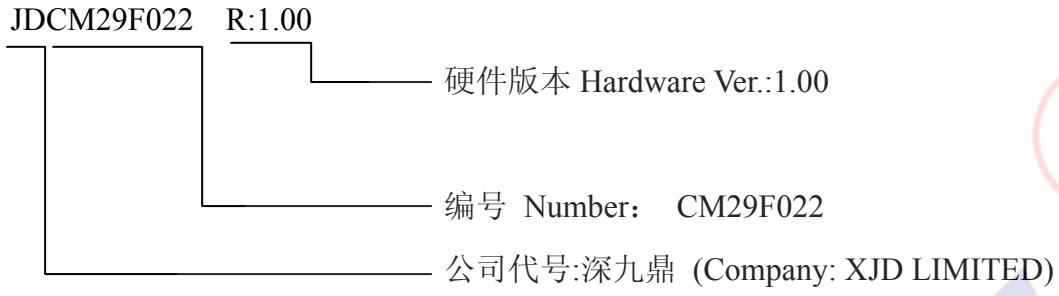 JDCM29F022 R:1.00
硬件版本 Hardware Ver.:1.00
编号 Number： CM29F022
公司代号:深九鼎 (Company: XJD LIMITED)